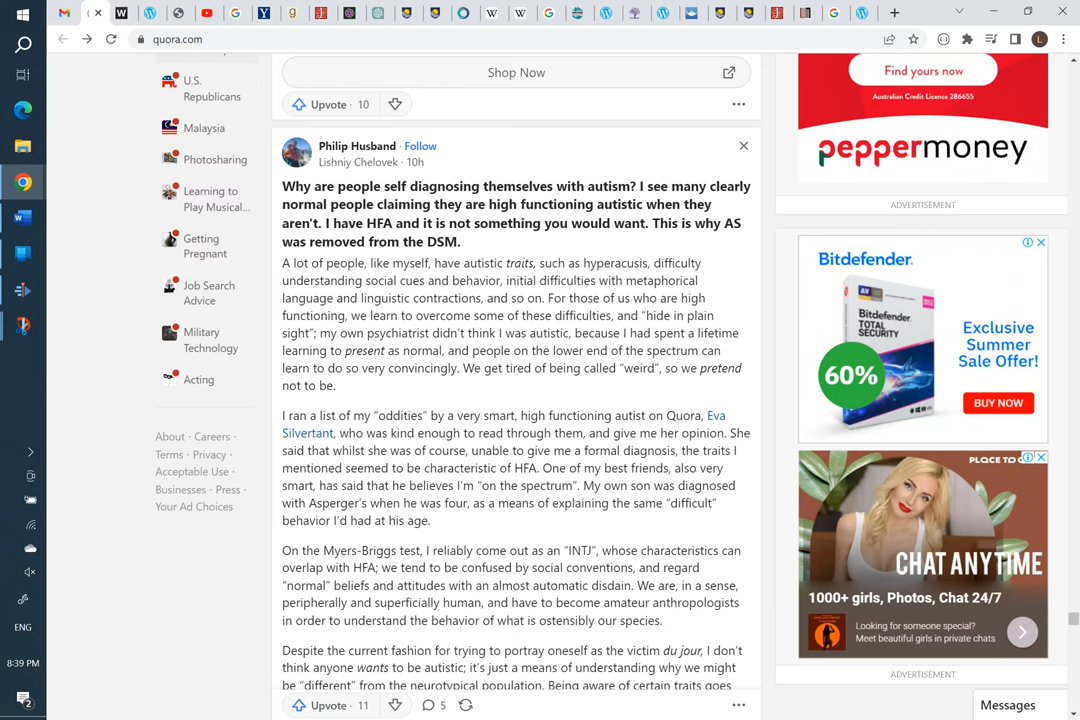 quora.com
L
U.S.
Republicans
Malaysia
Photosharing
Learning to
Play Musical...
Getting
Pregnant
Job Search
Advice
Military
Technology
Acting
About · Careers ·
Terms · Privacy ·
Acceptable Use ·
Businesses · Press ·
Your Ad Choices
ENG
8:39 PM
2
Shop Now
Upvote · 10
Philip Husband · Follow
Lishniy Chelovek · 10h
Why are people self diagnosing themselves with autism? I see many clearly
normal people claiming they are high functioning autistic when they
aren't. I have HFA and it is not something you would want. This is why AS
was removed from the DSM.
A lot of people, like myself, have autistic traits, such as hyperacusis, difficulty
understanding social cues and behavior, initial difficulties with metaphorical
language and linguistic contractions, and so on. For those of us who are high
functioning, we learn to overcome some of these difficulties, and “hide in plain
sight”; my own psychiatrist didn’t think I was autistic, because I had spent a lifetime
learning to present as normal, and people on the lower end of the spectrum can
learn to do so very convincingly. We get tired of being called “weird”, so we pretend
not to be.
I ran a list of my “oddities” by a very smart, high functioning autist on Quora, Eva
Silvertant, who was kind enough to read through them, and give me her opinion. She
said that whilst she was of course, unable to give me a formal diagnosis, the traits I
mentioned seemed to be characteristic of HFA. One of my best friends, also very
smart, has said that he believes I’m “on the spectrum”. My own son was diagnosed
with Asperger’s when he was four, as a means of explaining the same “difficult”
behavior I’d had at his age.
On the Myers-Briggs test, I reliably come out as an “INTJ”, whose characteristics can
overlap with HFA; we tend to be confused by social conventions, and regard
“normal” beliefs and attitudes with an almost automatic disdain. We are, in a sense,
peripherally and superficially human, and have to become amateur anthropologists
in order to understand the behavior of what is ostensibly our species.
Despite the current fashion for trying to portray oneself as the victim du jour, I don’t
think anyone wants to be autistic; it’s just a means of understanding why we might
be “different” from the neurotypical population. Being aware of certain traits goes
Upvote · 11
5
Find yours now
Australian Credit Licence 286655
peppermoney
ADVERTISEMENT
Bitdefender
Bitdefender
TOTAL
SECURITY
60%
Exclusive
Summer
Sale Offer!
BUY NOW
CHAT ANYTIME
1000+ girls, Photos, Chat 24/7
Looking for someone special?
Meet beautiful girls in private chats
ADVERTISEMENT
Messages